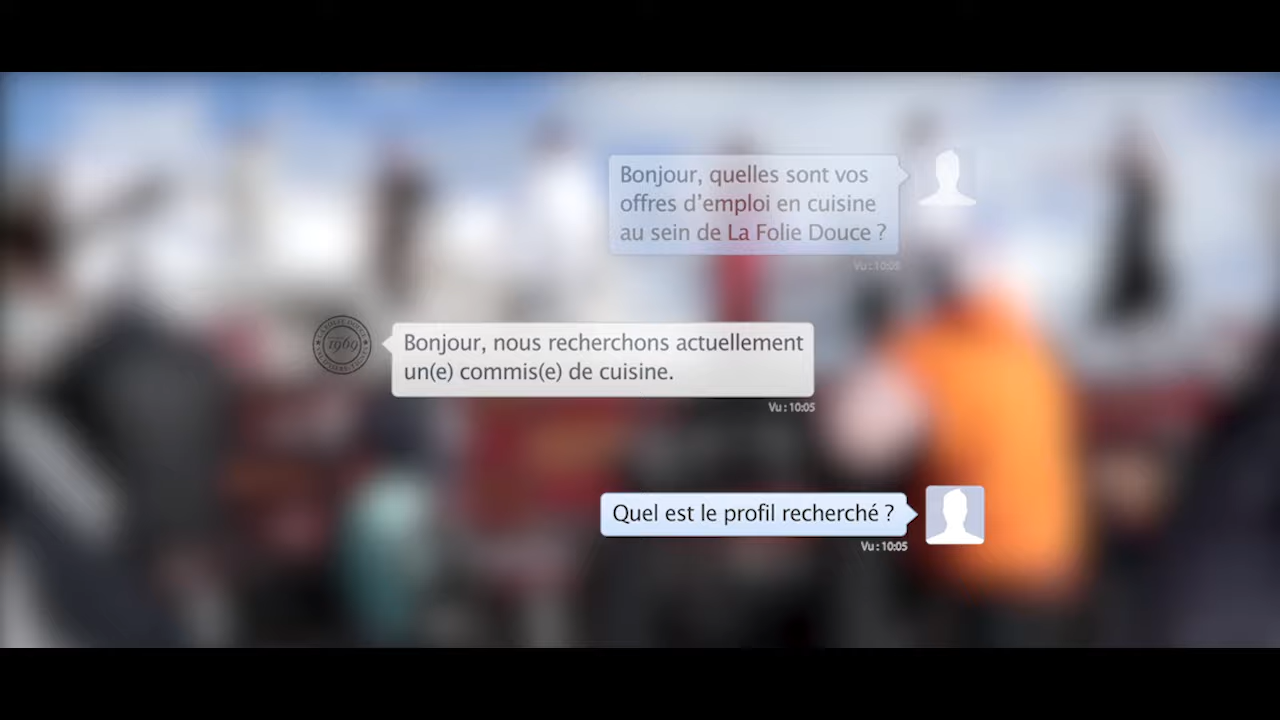 Bonjour, quelles sont vos
offres d'emploi en cuisine
au sein de La Folie Douce ?
Vu : 10:05
1969
Bonjour, nous recherchons actuellement
un(e) commis(e) de cuisine.
Vu : 10:05
Quel est le profil recherché ?
Vu : 10:05